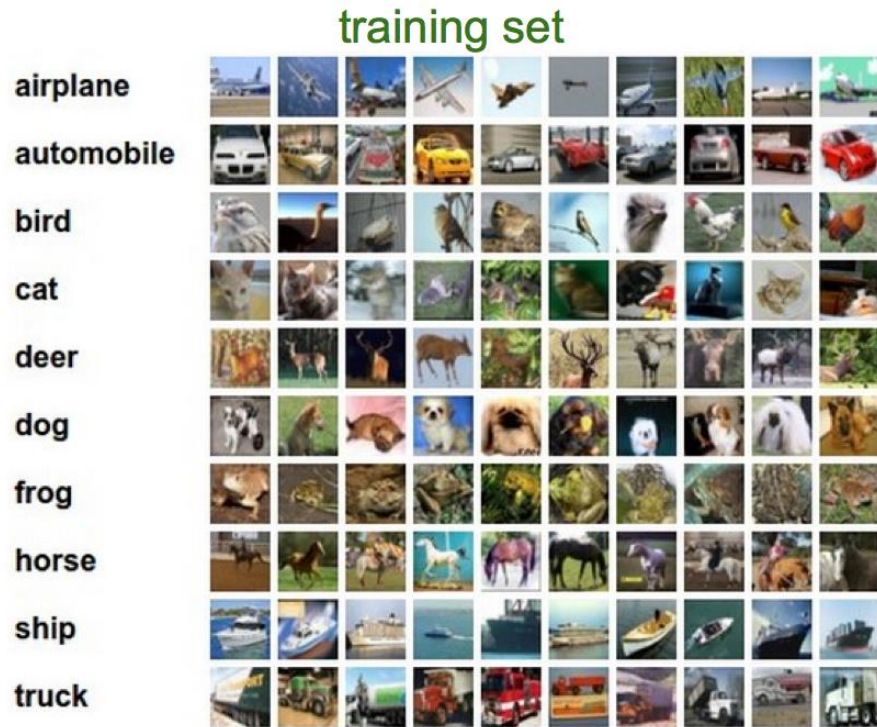 training set
airplane
automobile
bird
cat
deer
dog
frog
horse
ship
truck